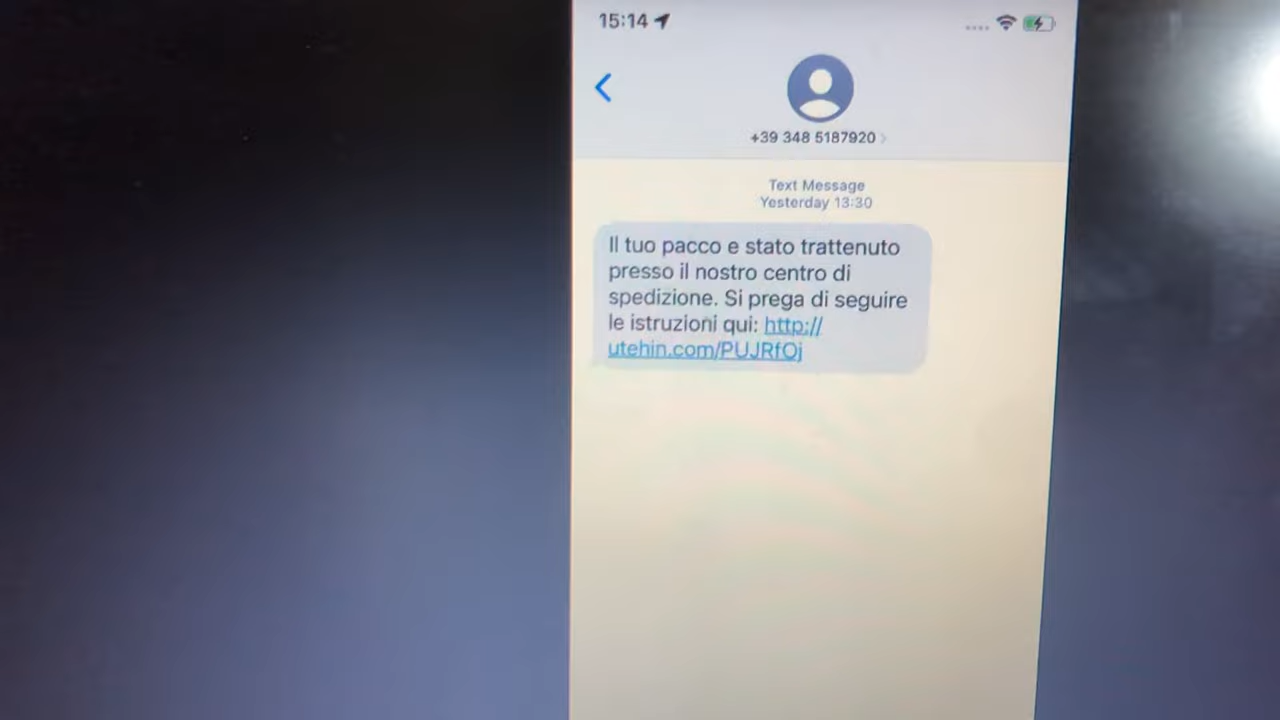 15:14
+39 348 5187920
Text Message
Yesterday 13:30
Il tuo pacco e stato trattenuto
presso il nostro centro di
spedizione. Si prega di seguire
le istruzioni qui: http://
utehin.com/PUJRfOj